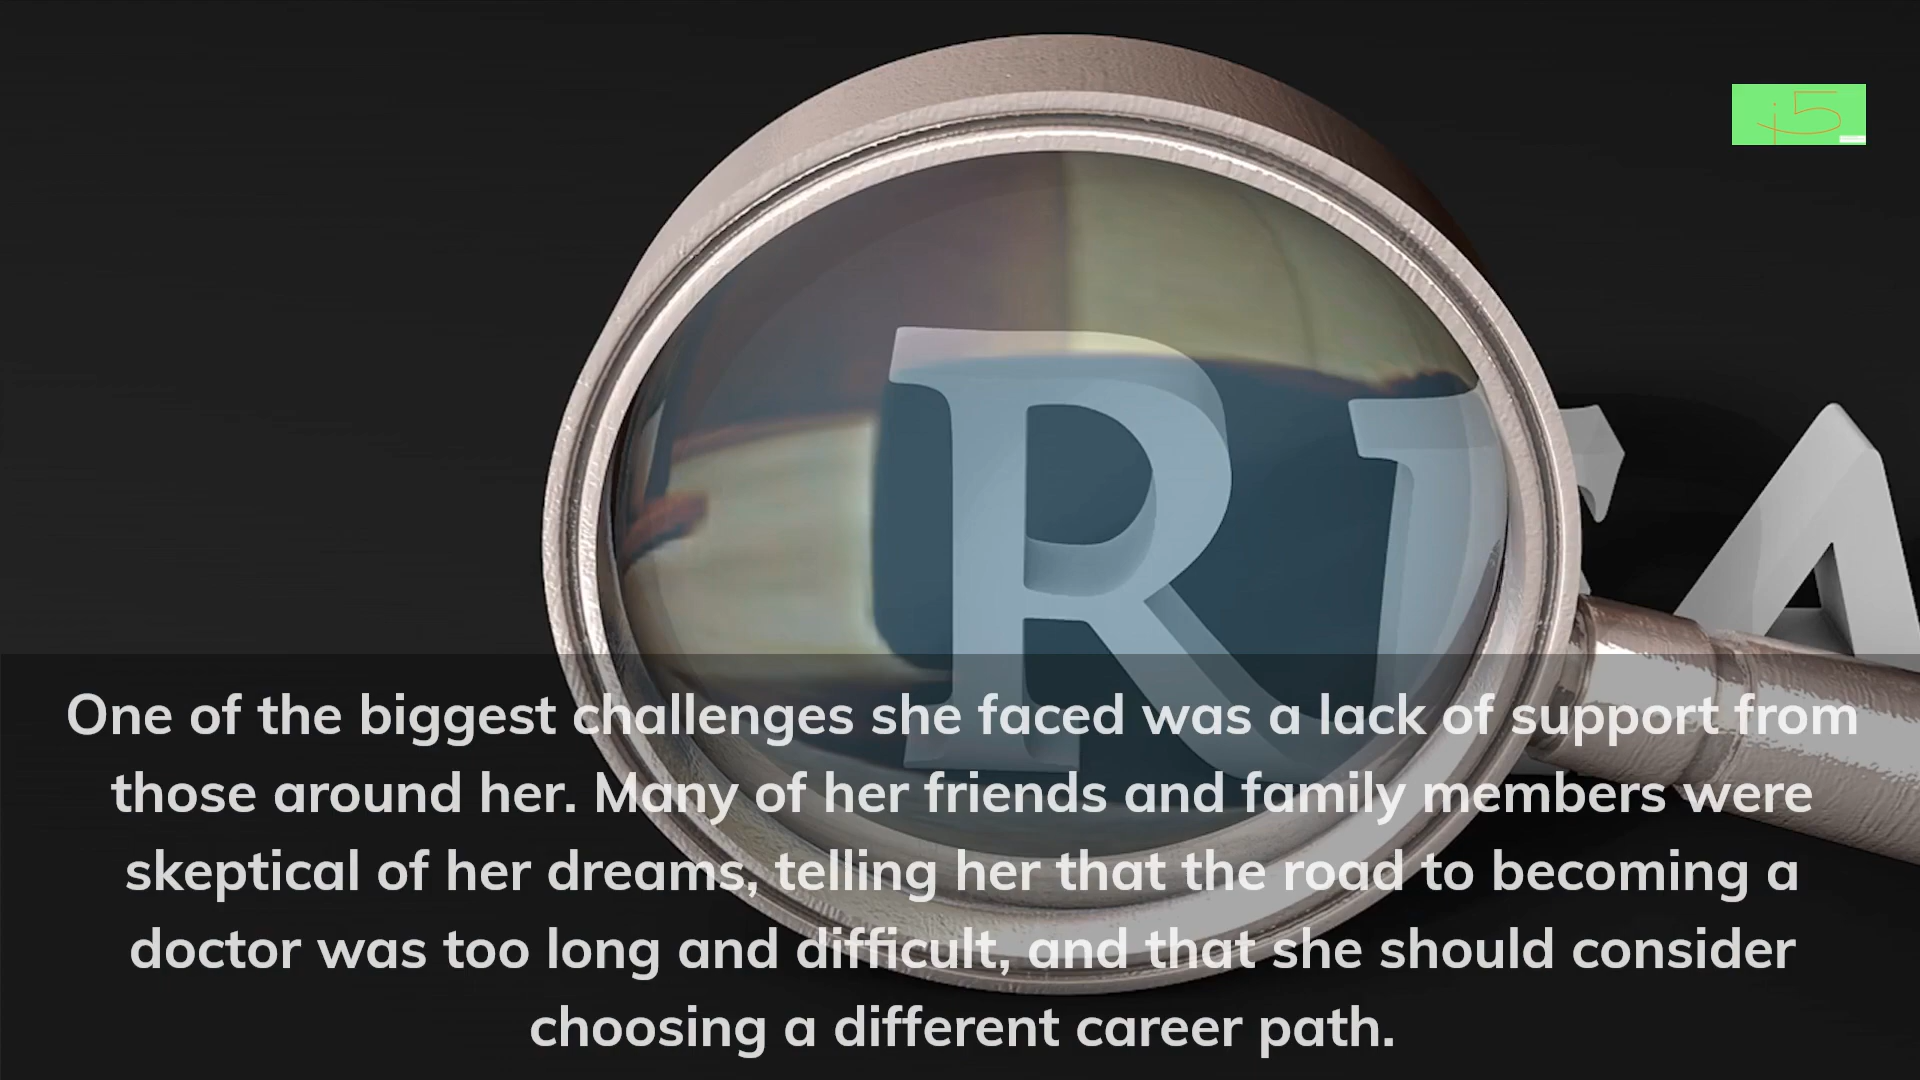 i5
R
A
One of the biggest challenges she faced was a lack of support from
those around her. Many of her friends and family members were
skeptical of her dreams, telling her that the road to becoming a
doctor was too long and difficult, and that she should consider
choosing a different career path.